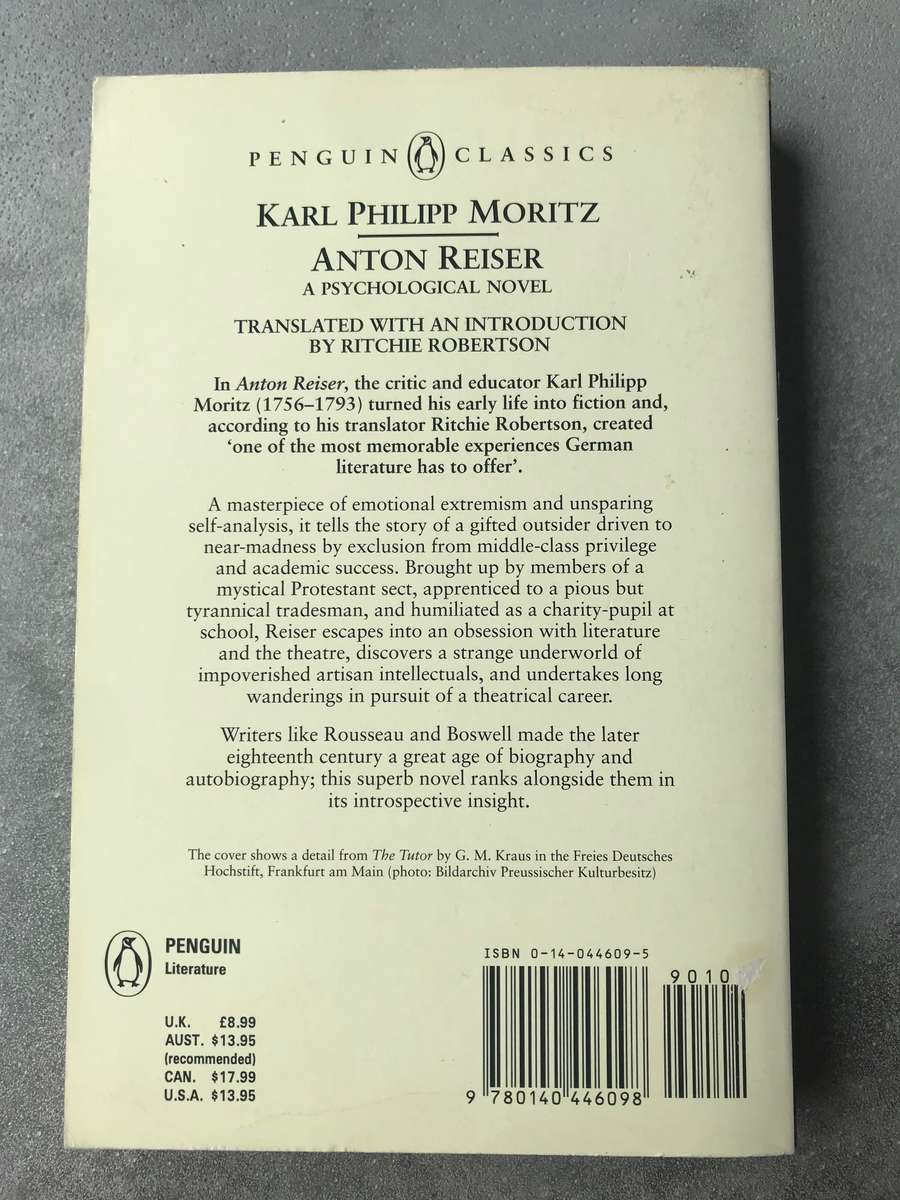 PENGUIN CLASSICS
KARL PHILIPP MORITZ
ANTON REISER
A PSYCHOLOGICAL NOVEL
TRANSLATED WITH AN INTRODUCTION
BY RITCHIE ROBERTSON
In Anton Reiser, the critic and educator Karl Philipp
Moritz (1756–1793) turned his early life into fiction and,
according to his translator Ritchie Robertson, created
‘one of the most memorable experiences German
literature has to offer’.
A masterpiece of emotional extremism and unsparing
self-analysis, it tells the story of a gifted outsider driven to
near-madness by exclusion from middle-class privilege
and academic success. Brought up by members of a
mystical Protestant sect, apprenticed to a pious but
tyrannical tradesman, and humiliated as a charity-pupil at
school, Reiser escapes into an obsession with literature
and the theatre, discovers a strange underworld of
impoverished artisan intellectuals, and undertakes long
wanderings in pursuit of a theatrical career.
Writers like Rousseau and Boswell made the later
eighteenth century a great age of biography and
autobiography; this superb novel ranks alongside them in
its introspective insight.
The cover shows a detail from The Tutor by G. M. Kraus in the Freies Deutsches
Hochstift, Frankfurt am Main (photo: Bildarchiv Preussischer Kulturbesitz)
PENGUIN
Literature
U.K. £8.99
AUST. $13.95
(recommended)
CAN. $17.99
U.S.A. $13.95
ISBN 0-14-044609-5
9010
9 780140 446098